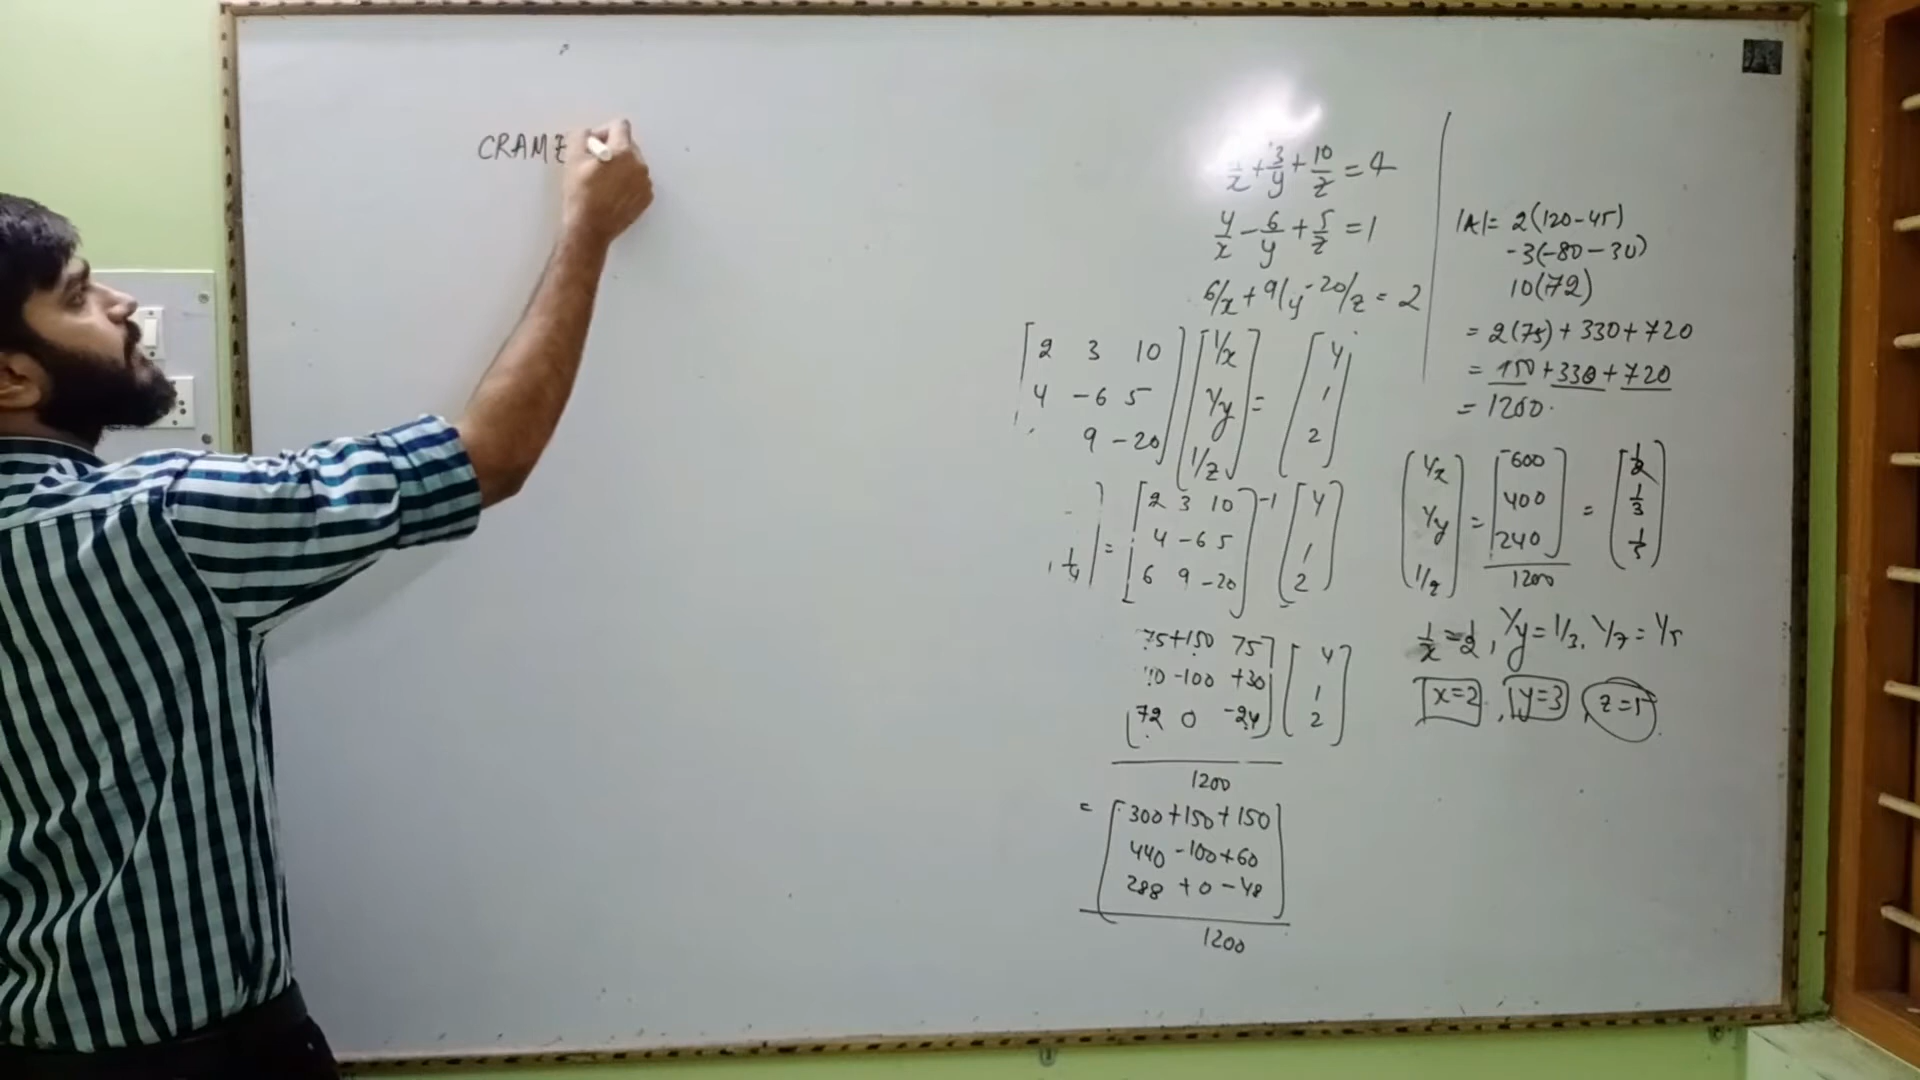 CRAME
/x + 3/y + 10/z = 4
4/x - 6/y + 5/z = 1
6/x + 9/y - 20/z = 2
[2 3 10] [1/x] = [4]
[4 -6 5] [1/y] [1]
[9 -20] [1/z] [2]
= [2 3 10]⁻¹ [4]
[4 -6 5] [1]
[6 9 -20] [2]
75+150 75] [4]
10 -100 +30] [1]
[72 0 -24] [2]
1200
= [300+150+150]
[440-100+60]
[288+0-48]
1200
|A| = 2(120-45)
-3(-80-30)
10(72)
= 2(75)+330+720
= 150+330+720
= 1200.
[1/x] = [600] = [1/2]
[1/y] [400] [1/3]
[1/z] [240] [1/5]
1200
1/x = 1/2, 1/y = 1/3, 1/z = 1/5
x=2, y=3, z=5